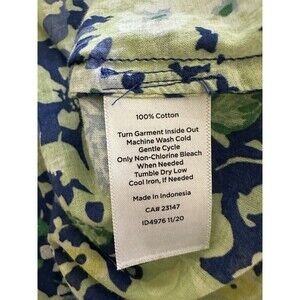 100% Cotton
Turn Garment Inside Out
Machine Wash Cold
Gentle Cycle
Only Non-Chlorine Bleach
When Needed
Tumble Dry Low
Cool Iron, If Needed
Made in Indonesia
CA# 23147
ID4976 11/20